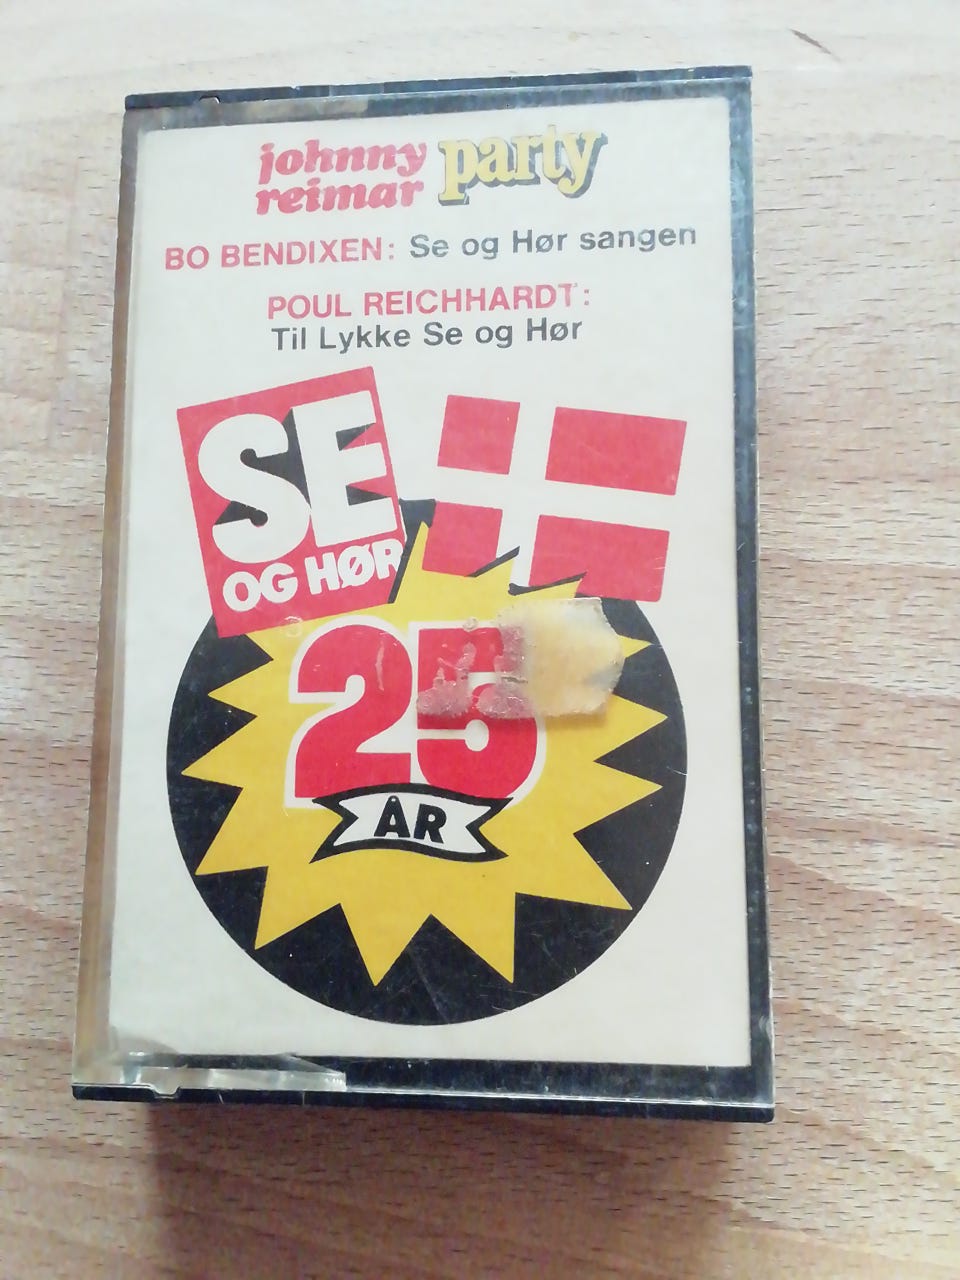 johnny
reimar party
BO BENDIXEN: Se og Hør sangen
POUL REICHHARDT:
Til Lykke Se og Hør
SE
OG HØR
25
ÅR